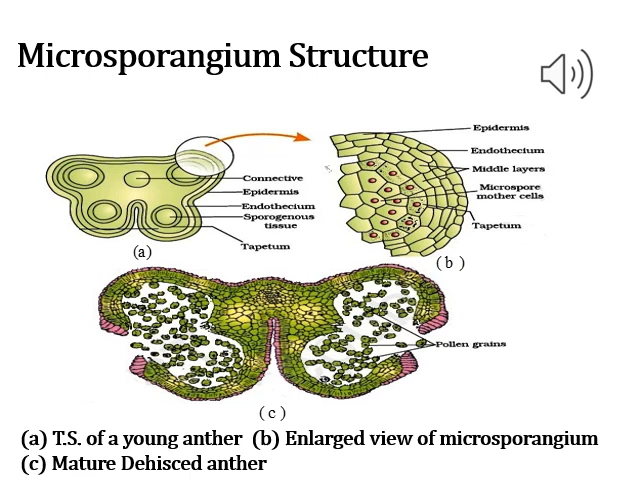 Microsporangium Structure
Connective
Epidermis
Endothecium
Sporogenous
tissue
Tapetum
(a)
Epidermis
Endothecium
Middle layers
Microspore
mother cells
Tapetum
( b )
Pollen grains
( c )
(a) T.S. of a young anther (b) Enlarged view of microsporangium
(c) Mature Dehisced anther